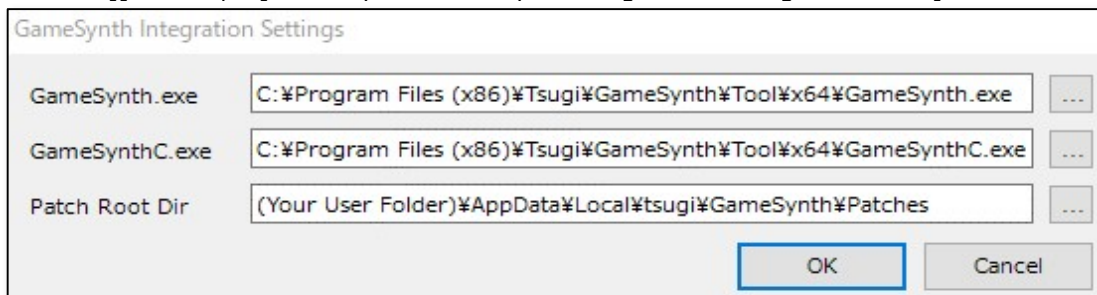 GameSynth Integration Settings
GameSynth.exe
C:¥Program Files (x86)¥Tsugi¥GameSynth¥Tool¥x64¥GameSynth.exe
...
GameSynthC.exe
C:¥Program Files (x86)¥Tsugi¥GameSynth¥Tool¥x64¥GameSynthC.exe
...
Patch Root Dir
(Your User Folder)¥AppData¥Local¥tsugi¥GameSynth¥Patches
...
OK
Cancel